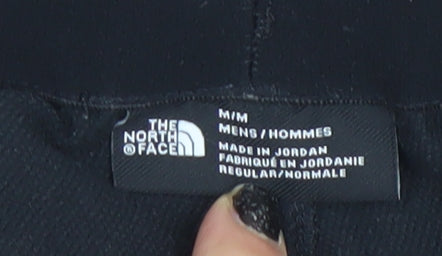 THE
NORTH
®FACE
M/M
MENS/HOMMES
MADE IN JORDAN
FABRIQUÉ EN JORDANIE
REGULAR/NORMALE